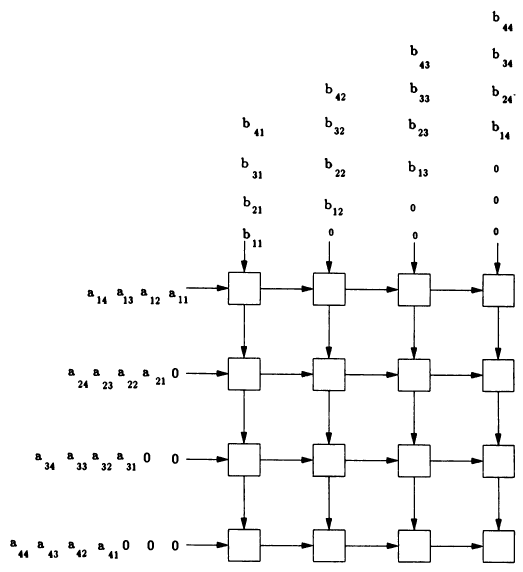 b44
b43 b34
b42 b33 b24
b41 b32 b23 b14
b31 b22 b13 0
b21 b12 0 0
b11 0 0 0
a14 a13 a12 a11
a24 a23 a22 a21 0
a34 a33 a32 a31 0 0
a44 a43 a42 a41 0 0 0